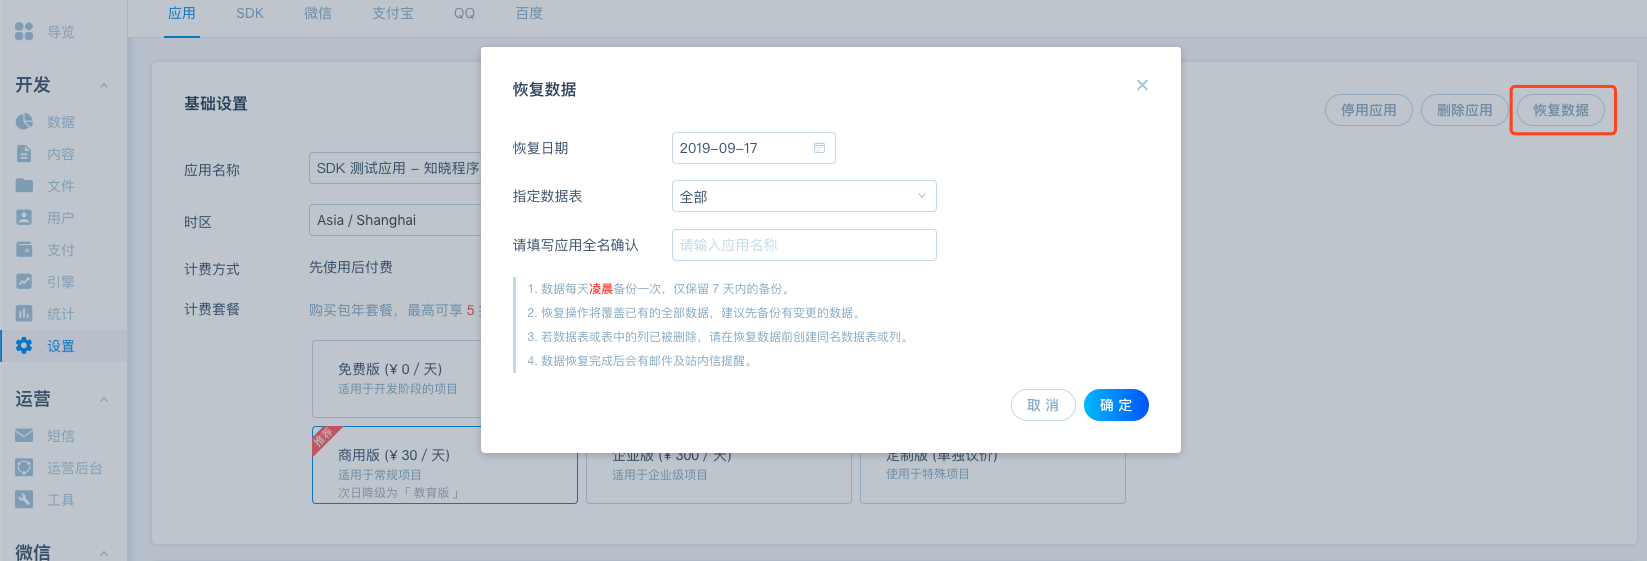 应用 SDK 微信 支付宝 QQ 百度
导览
开发
数据
内容
文件
用户
支付
引擎
统计
设置
运营
短信
运营后台
工具
微信
基础设置
停用应用 删除应用 恢复数据
应用名称 SDK 测试应用 – 知晓程序
时区 Asia / Shanghai
计费方式 先使用后付费
计费套餐 购买包年套餐，最高可享 5
免费版 (¥ 0 / 天)
适用于开发阶段的项目
推荐
商用版 (¥ 30 / 天)
适用于常规项目
次日降级为「 教育版 」
企业版 (¥ 300 / 天)
适用于企业级项目
定制版 (单独议价)
使用于特殊项目
恢复数据
恢复日期 2019–09–17
指定数据表 全部
请填写应用全名确认 请输入应用名称
1. 数据每天凌晨备份一次，仅保留 7 天内的备份。
2. 恢复操作将覆盖已有的全部数据，建议先备份有变更的数据。
3. 若数据表或表中的列已被删除，请在恢复数据前创建同名数据表或列。
4. 数据恢复完成后会有邮件及站内信提醒。
取 消 确 定